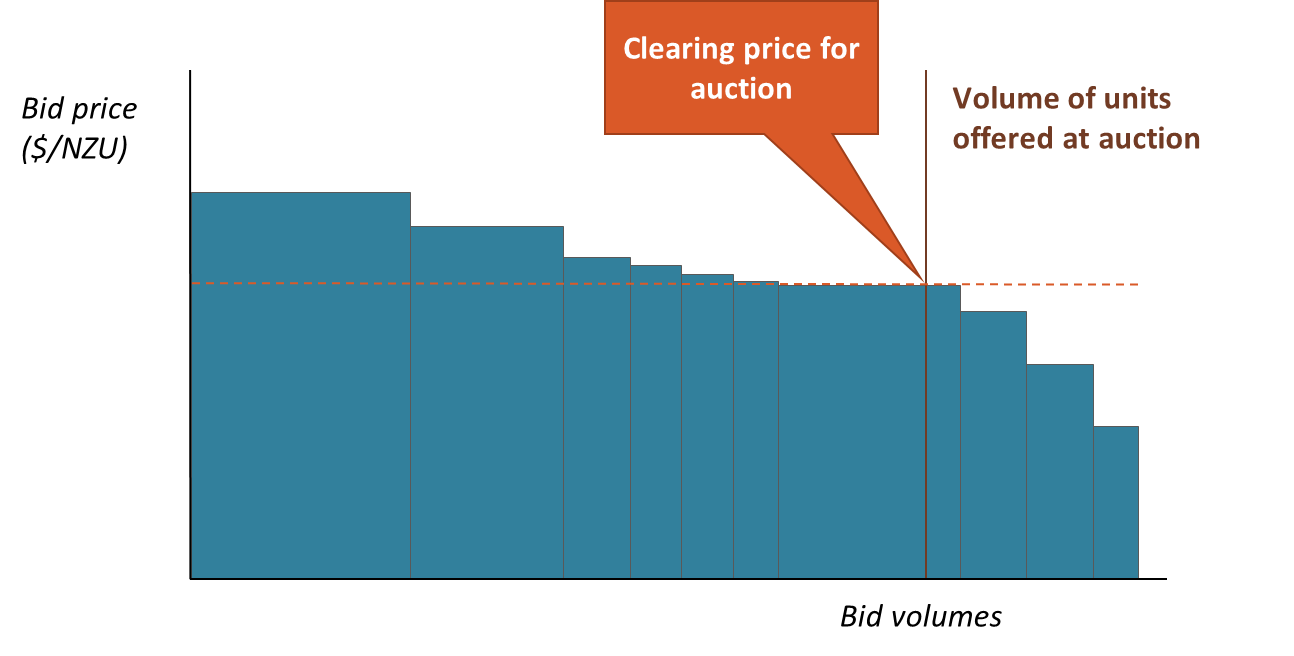 Clearing price for
auction
Bid price
($/NZU)
Volume of units
offered at auction
Bid volumes